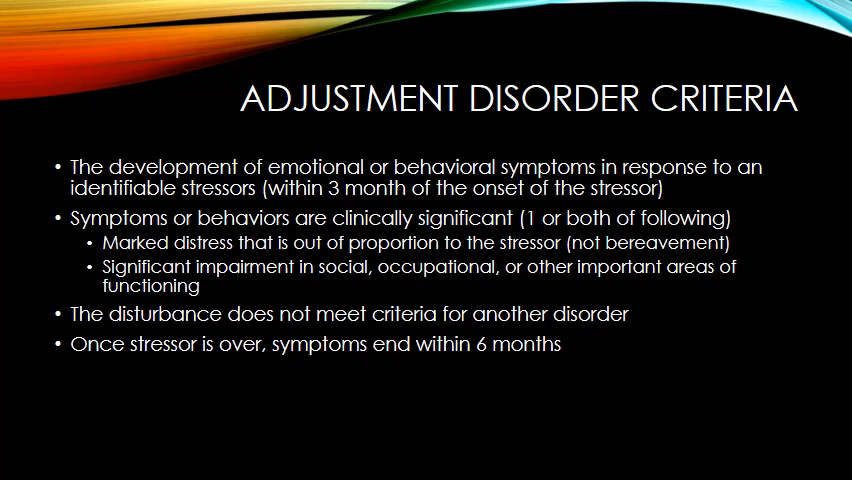 ADJUSTMENT DISORDER CRITERIA
• The development of emotional or behavioral symptoms in response to an
identifiable stressors (within 3 month of the onset of the stressor)
• Symptoms or behaviors are clinically significant (1 or both of following)
• Marked distress that is out of proportion to the stressor (not bereavement)
• Significant impairment in social, occupational, or other important areas of
functioning
• The disturbance does not meet criteria for another disorder
• Once stressor is over, symptoms end within 6 months